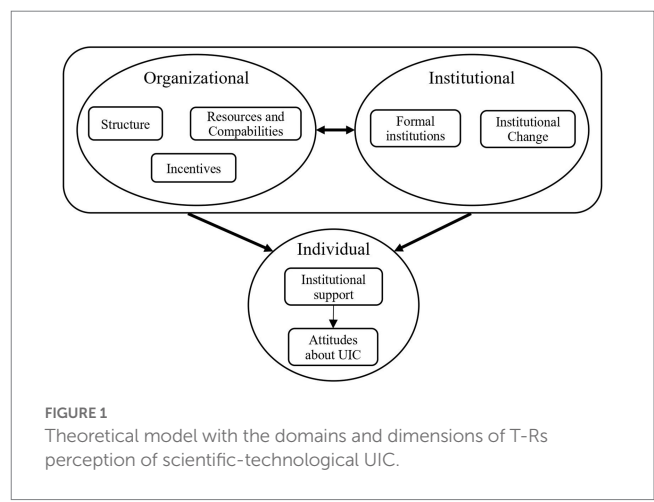 Organizational
Structure
Resources and
Compabilities
Incentives
Institutional
Formal
institutions
Institutional
Change
Individual
Institutional
support
Attitudes
about UIC
FIGURE 1
Theoretical model with the domains and dimensions of T-Rs
perception of scientific-technological UIC.